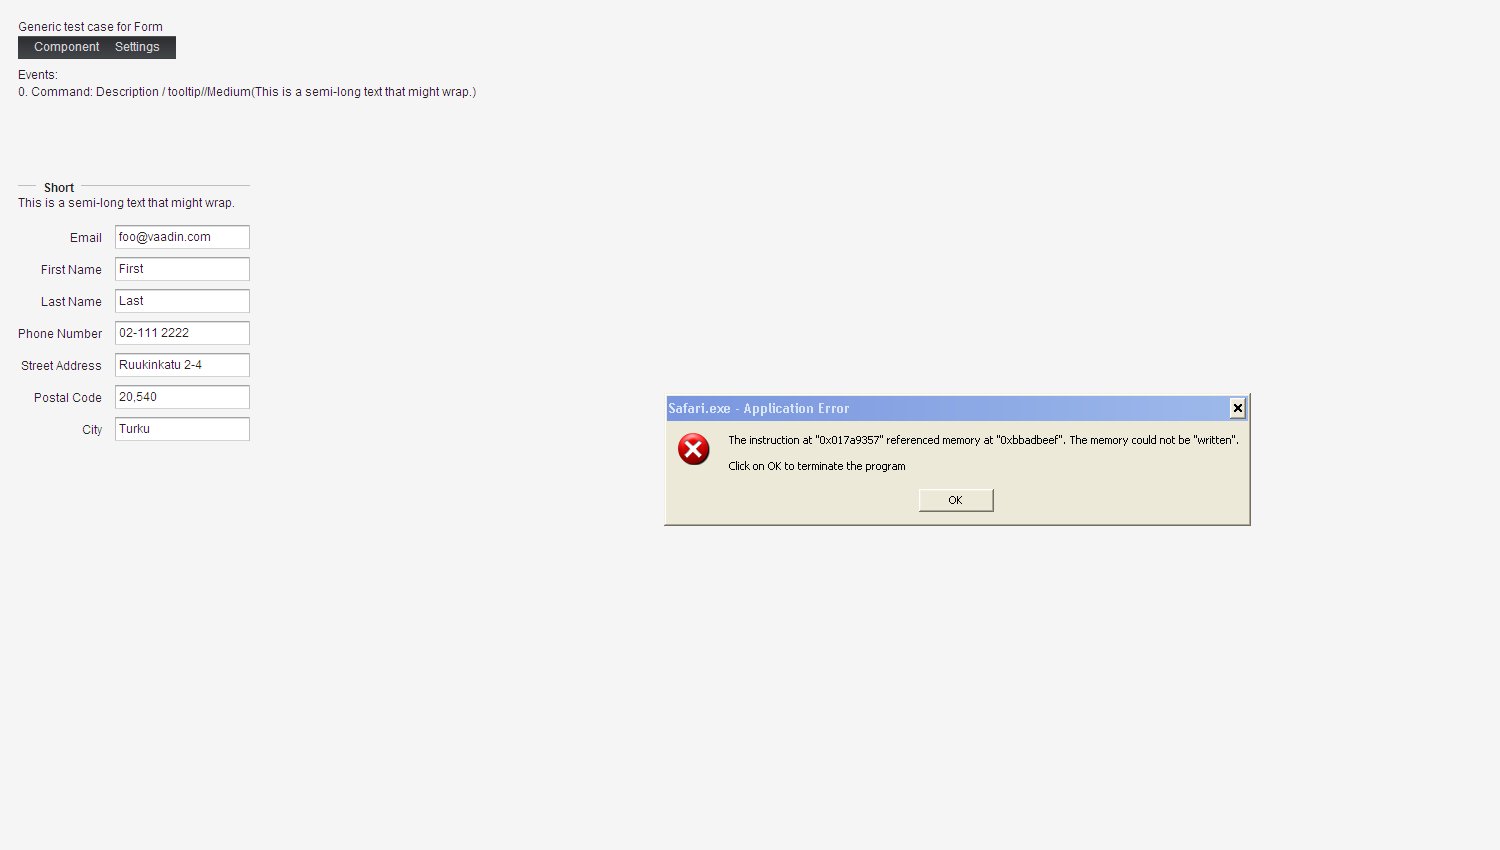 Generic test case for Form
Component Settings
Events:
0. Command: Description / tooltip//Medium(This is a semi-long text that might wrap.)
Short
This is a semi-long text that might wrap.
Email foo@vaadin.com
First Name First
Last Name Last
Phone Number 02-111 2222
Street Address Ruukinkatu 2-4
Postal Code 20,540
City Turku
Safari.exe - Application Error
The instruction at "0x017a9357" referenced memory at "0xbbadbeef". The memory could not be "written".
Click on OK to terminate the program
OK